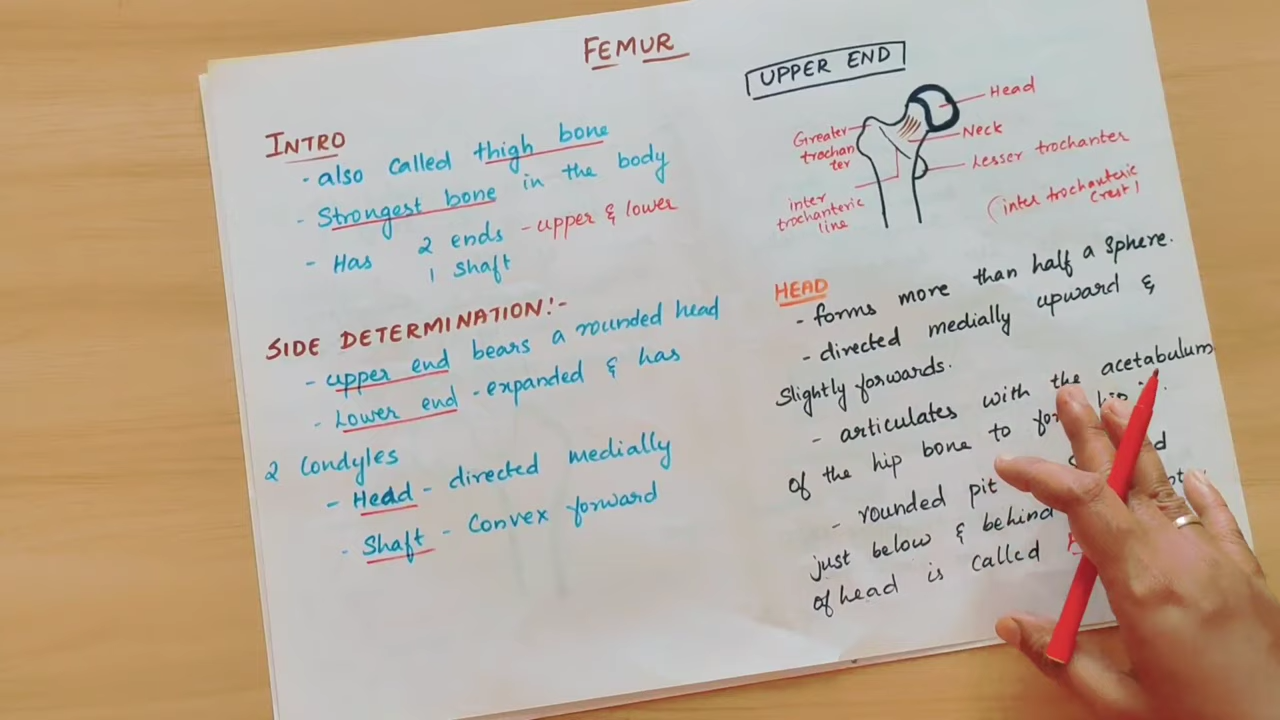 FEMUR
INTRO
- also called thigh bone
- Strongest bone in the body
- Has 2 ends - upper & lower
1 shaft
SIDE DETERMINATION:-
- upper end bears a rounded head
- Lower end - expanded & has
2 Condyles
- Head - directed medially
- Shaft - Convex forward
UPPER END
Head
Neck
Lesser trochanter
(inter trochanteric
crest)
Greater
trochan
ter
inter
trochanteric
line
HEAD
- forms more than half a sphere.
- directed medially upward &
slightly forwards.
- articulates with the acetabulum
of the hip bone to
- rounded pit
just below & behind
of head is called